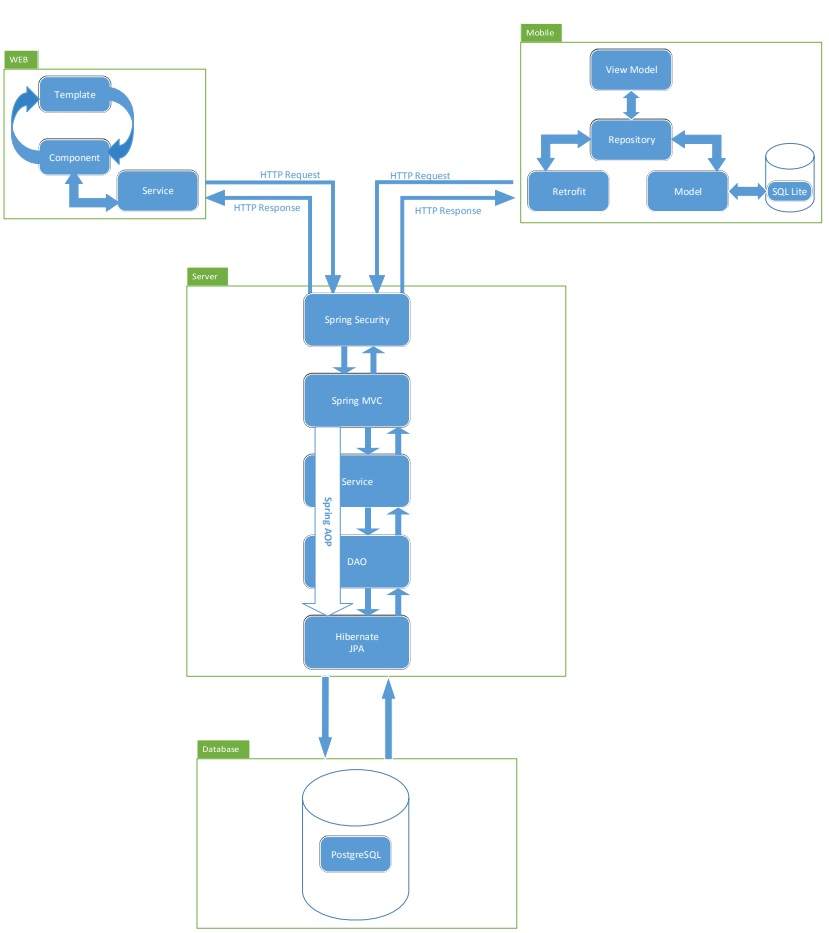 Mobile
WEB
View Model
Template
Repository
Component
Service
Retrofit
Model
SQL Lite
HTTP Request
HTTP Request
HTTP Response
HTTP Response
Server
Spring Security
Spring MVC
Service
Spring AOP
DAO
Hibernate
JPA
Database
PostgreSQL